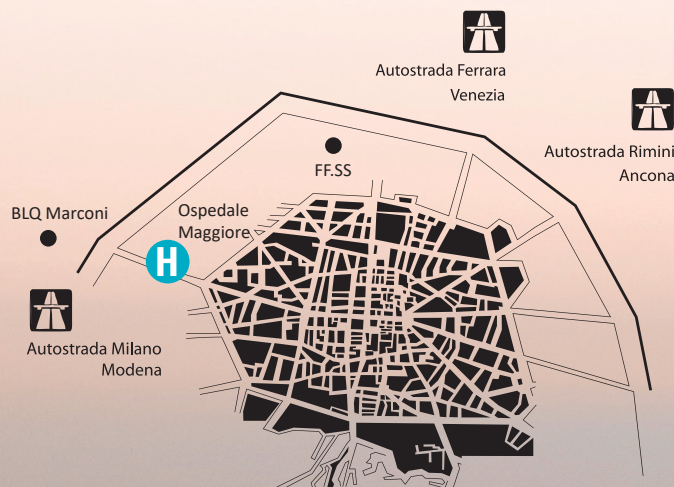 Autostrada Ferrara
Venezia
Autostrada Rimini
Ancona
FF.SS
BLQ Marconi
Ospedale
Maggiore
H
Autostrada Milano
Modena